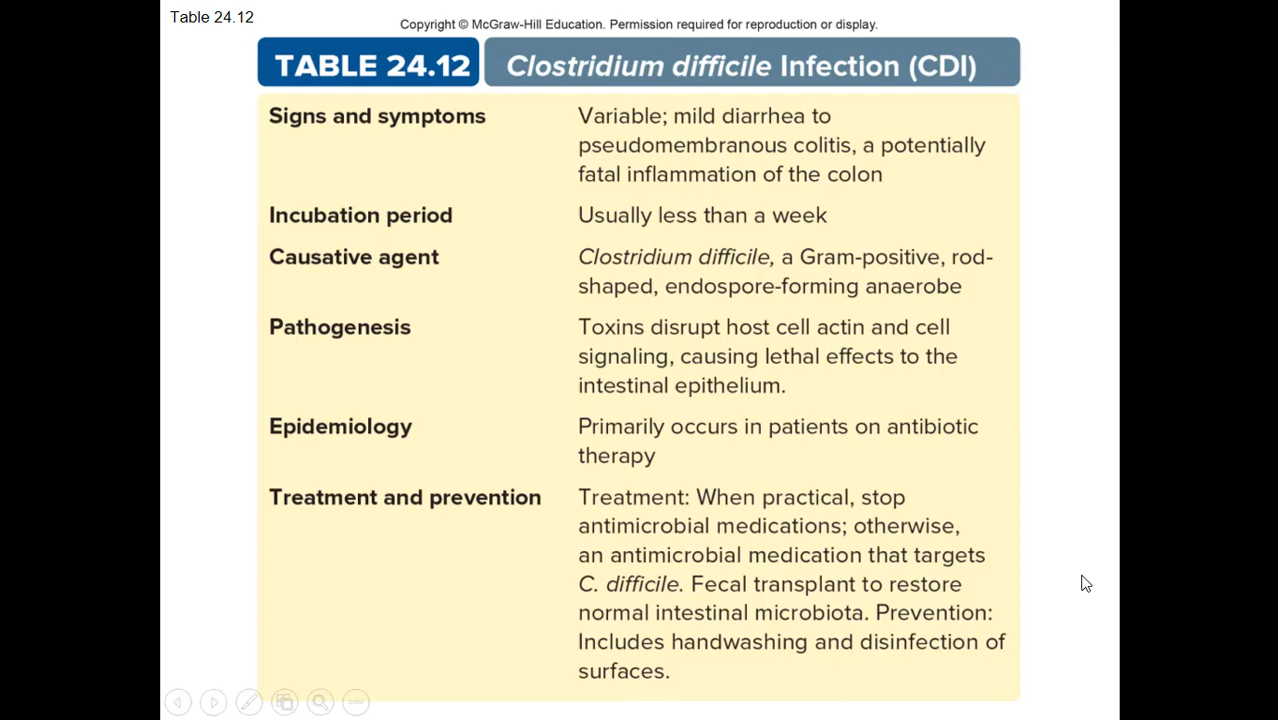 Table 24.12
Copyright © McGraw-Hill Education. Permission required for reproduction or display.
TABLE 24.12 Clostridium difficile Infection (CDI)
Signs and symptoms Variable; mild diarrhea to
pseudomembranous colitis, a potentially
fatal inflammation of the colon
Incubation period Usually less than a week
Causative agent Clostridium difficile, a Gram-positive, rod-
shaped, endospore-forming anaerobe
Pathogenesis Toxins disrupt host cell actin and cell
signaling, causing lethal effects to the
intestinal epithelium.
Epidemiology Primarily occurs in patients on antibiotic
therapy
Treatment and prevention Treatment: When practical, stop
antimicrobial medications; otherwise,
an antimicrobial medication that targets
C. difficile. Fecal transplant to restore
normal intestinal microbiota. Prevention:
Includes handwashing and disinfection of
surfaces.